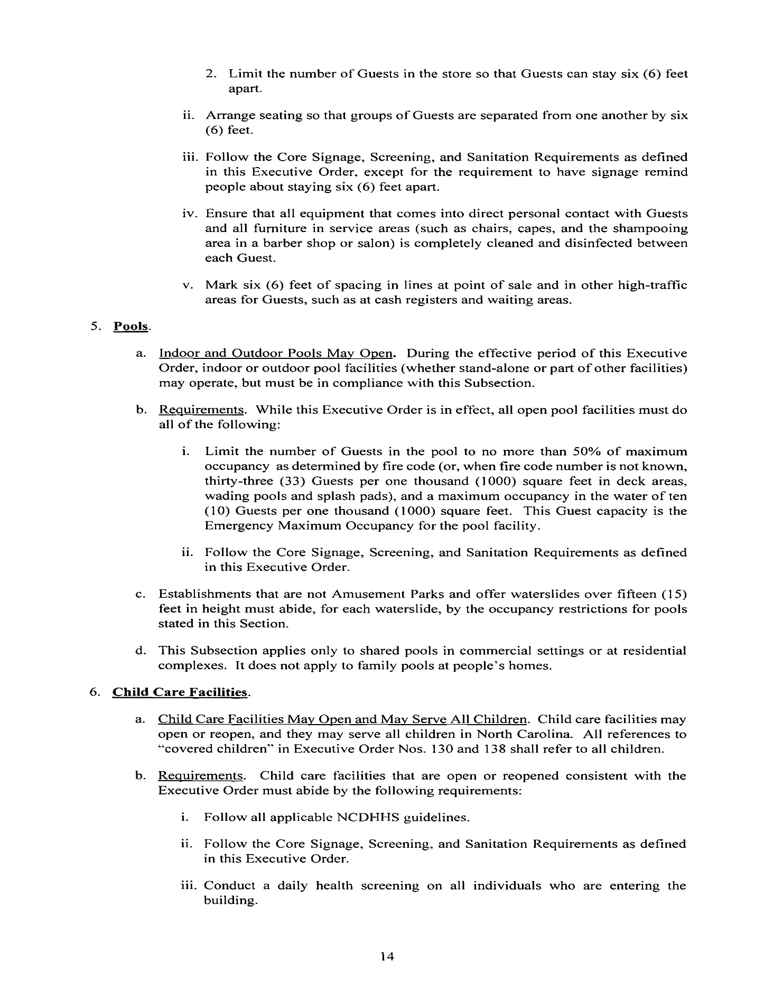 2. Limit the number of Guests in the store so that Guests can stay six (6) feet
apart.
ii. Arrange seating so that groups of Guests are separated from one another by six
(6) feet.
iii. Follow the Core Signage, Screening, and Sanitation Requirements as defined
in this Executive Order, except for the requirement to have signage remind
people about staying six (6) feet apart.
iv. Ensure that all equipment that comes into direct personal contact with Guests
and all furniture in service areas (such as chairs, capes, and the shampooing
area in a barber shop or salon) is completely cleaned and disinfected between
each Guest.
v. Mark six (6) feet of spacing in lines at point of sale and in other high-traffic
areas for Guests, such as at cash registers and waiting areas.
5. Pools.
a. Indoor and Outdoor Pools May Open. During the effective period of this Executive
Order, indoor or outdoor pool facilities (whether stand-alone or part of other facilities)
may operate, but must be in compliance with this Subsection.
b. Requirements. While this Executive Order is in effect, all open pool facilities must do
all of the following:
i. Limit the number of Guests in the pool to no more than 50% of maximum
occupancy as determined by fire code (or, when fire code number is not known,
thirty-three (33) Guests per one thousand (1000) square feet in deck areas,
wading pools and splash pads), and a maximum occupancy in the water of ten
(10) Guests per one thousand (1000) square feet. This Guest capacity is the
Emergency Maximum Occupancy for the pool facility.
ii. Follow the Core Signage, Screening, and Sanitation Requirements as defined
in this Executive Order.
c. Establishments that are not Amusement Parks and offer waterslides over fifteen (15)
feet in height must abide, for each waterslide, by the occupancy restrictions for pools
stated in this Section.
d. This Subsection applies only to shared pools in commercial settings or at residential
complexes. It does not apply to family pools at people's homes.
6. Child Care Facilities.
a. Child Care Facilities May Open and May Serve All Children. Child care facilities may
open or reopen, and they may serve all children in North Carolina. All references to
"covered children" in Executive Order Nos. 130 and 138 shall refer to all children.
b. Requirements. Child care facilities that are open or reopened consistent with the
Executive Order must abide by the following requirements:
i. Follow all applicable NCDHHS guidelines.
ii. Follow the Core Signage, Screening, and Sanitation Requirements as defined
in this Executive Order.
iii. Conduct a daily health screening on all individuals who are entering the
building.
14